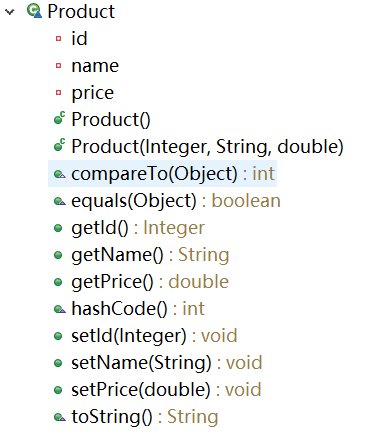 Product
id
name
price
Product()
Product(Integer, String, double)
compareTo(Object) : int
equals(Object) : boolean
getId() : Integer
getName() : String
getPrice() : double
hashCode() : int
setId(Integer) : void
setName(String) : void
setPrice(double) : void
toString() : String